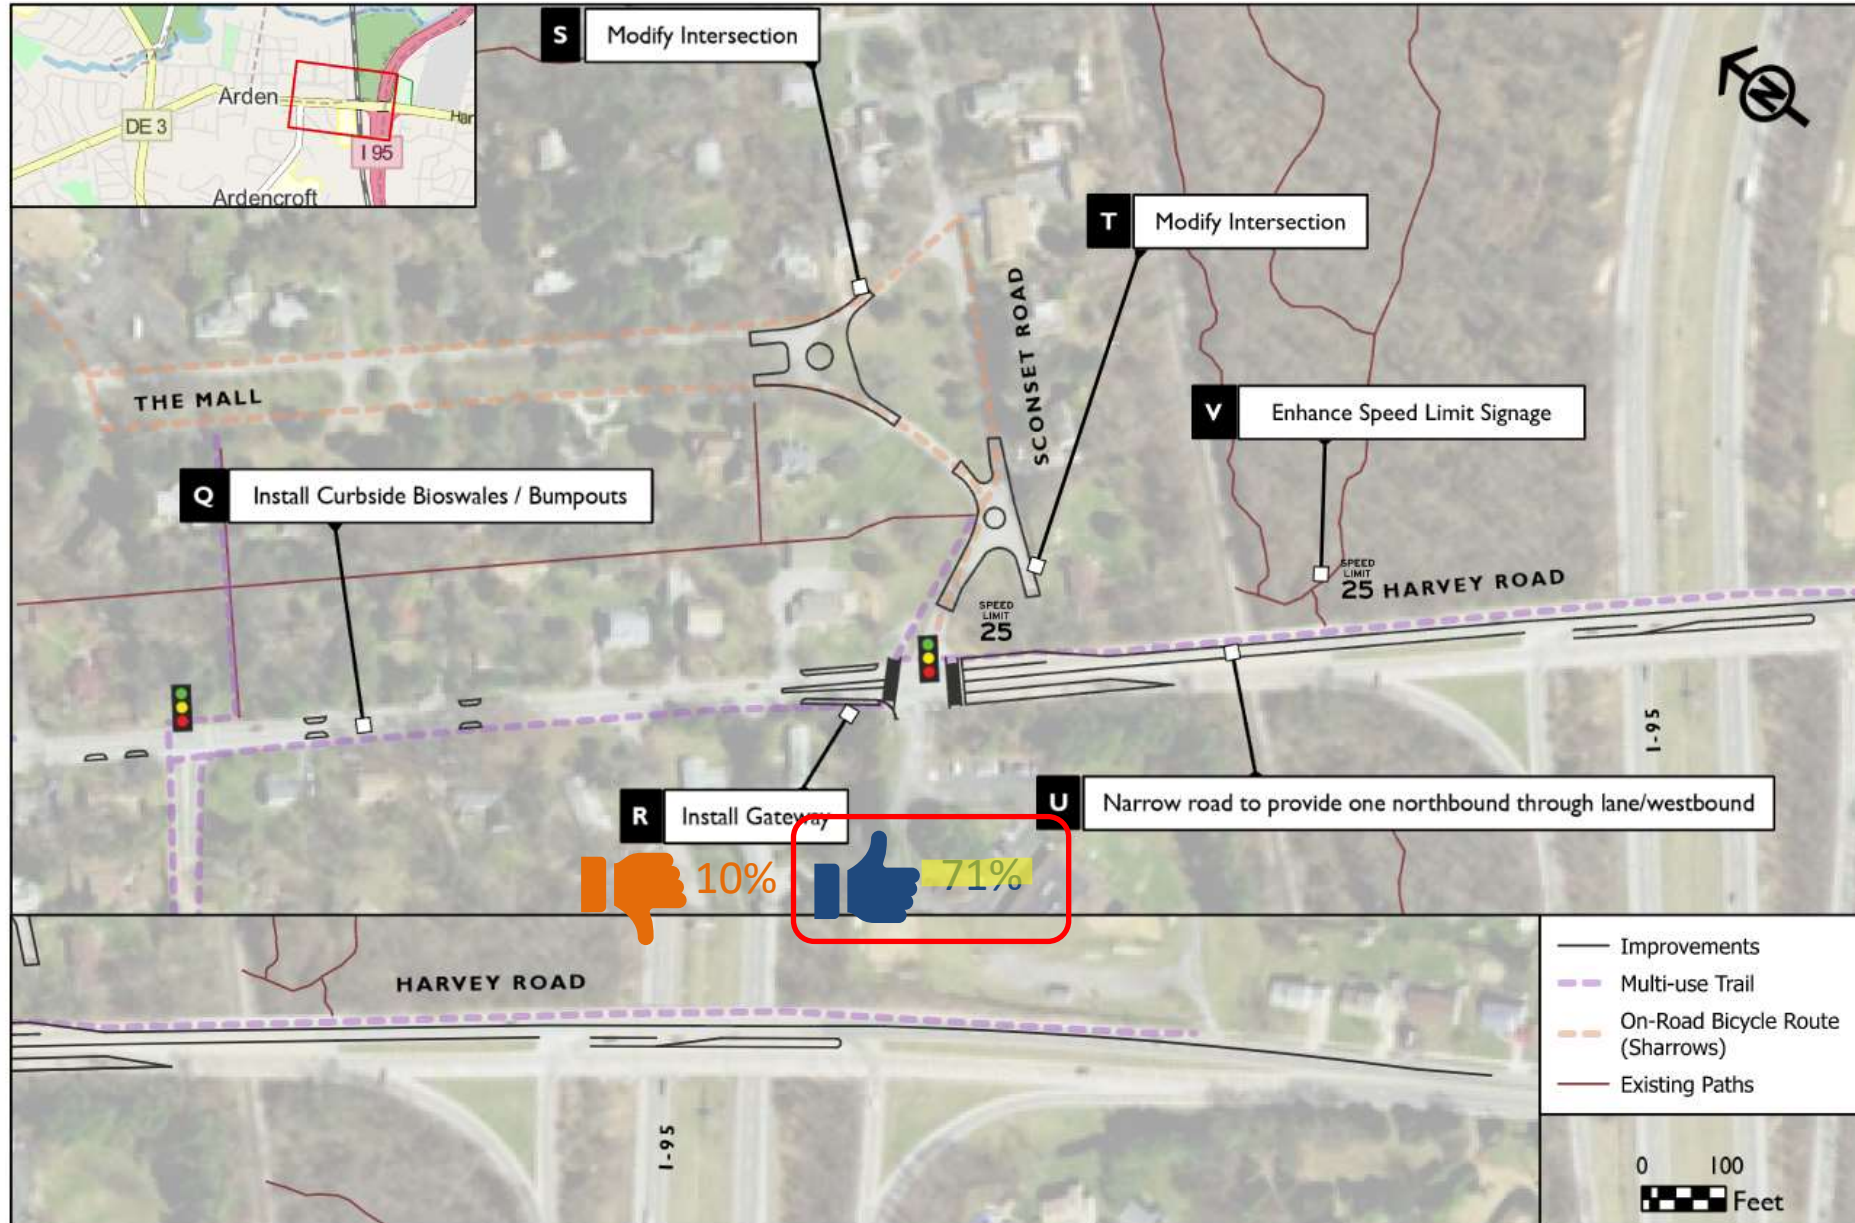 S Modify Intersection
Arden
DE 3
Har
I 95
Ardencroft
N
T Modify Intersection
SCONSET ROAD
THE MALL
V Enhance Speed Limit Signage
Q Install Curbside Bioswales / Bumpouts
SPEED
LIMIT
25
HARVEY ROAD
SPEED
LIMIT
25
I-95
R Install Gateway
U Narrow road to provide one northbound through lane/westbound
10%
71%
HARVEY ROAD
I-95
Improvements
Multi-use Trail
On-Road Bicycle Route
(Sharrows)
Existing Paths
0 100
Feet